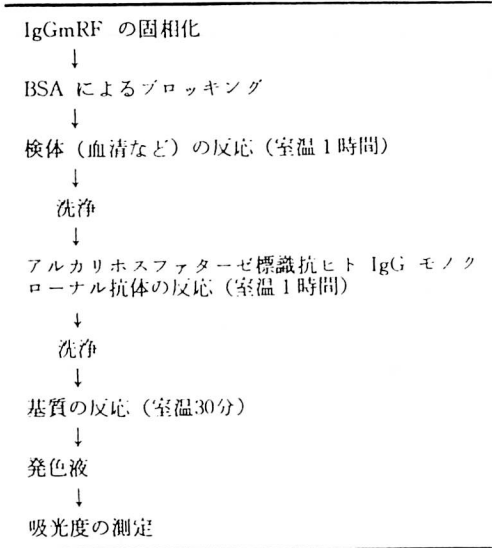 IgGmRF の固相化
↓
BSA によるブロッキング
↓
検体（血清など）の反応（室温1時間）
↓
洗浄
↓
アルカリホスファターゼ標識抗ヒト IgG モノク
ローナル抗体の反応（室温1時間）
↓
洗浄
↓
基質の反応（室温30分）
↓
発色液
↓
吸光度の測定